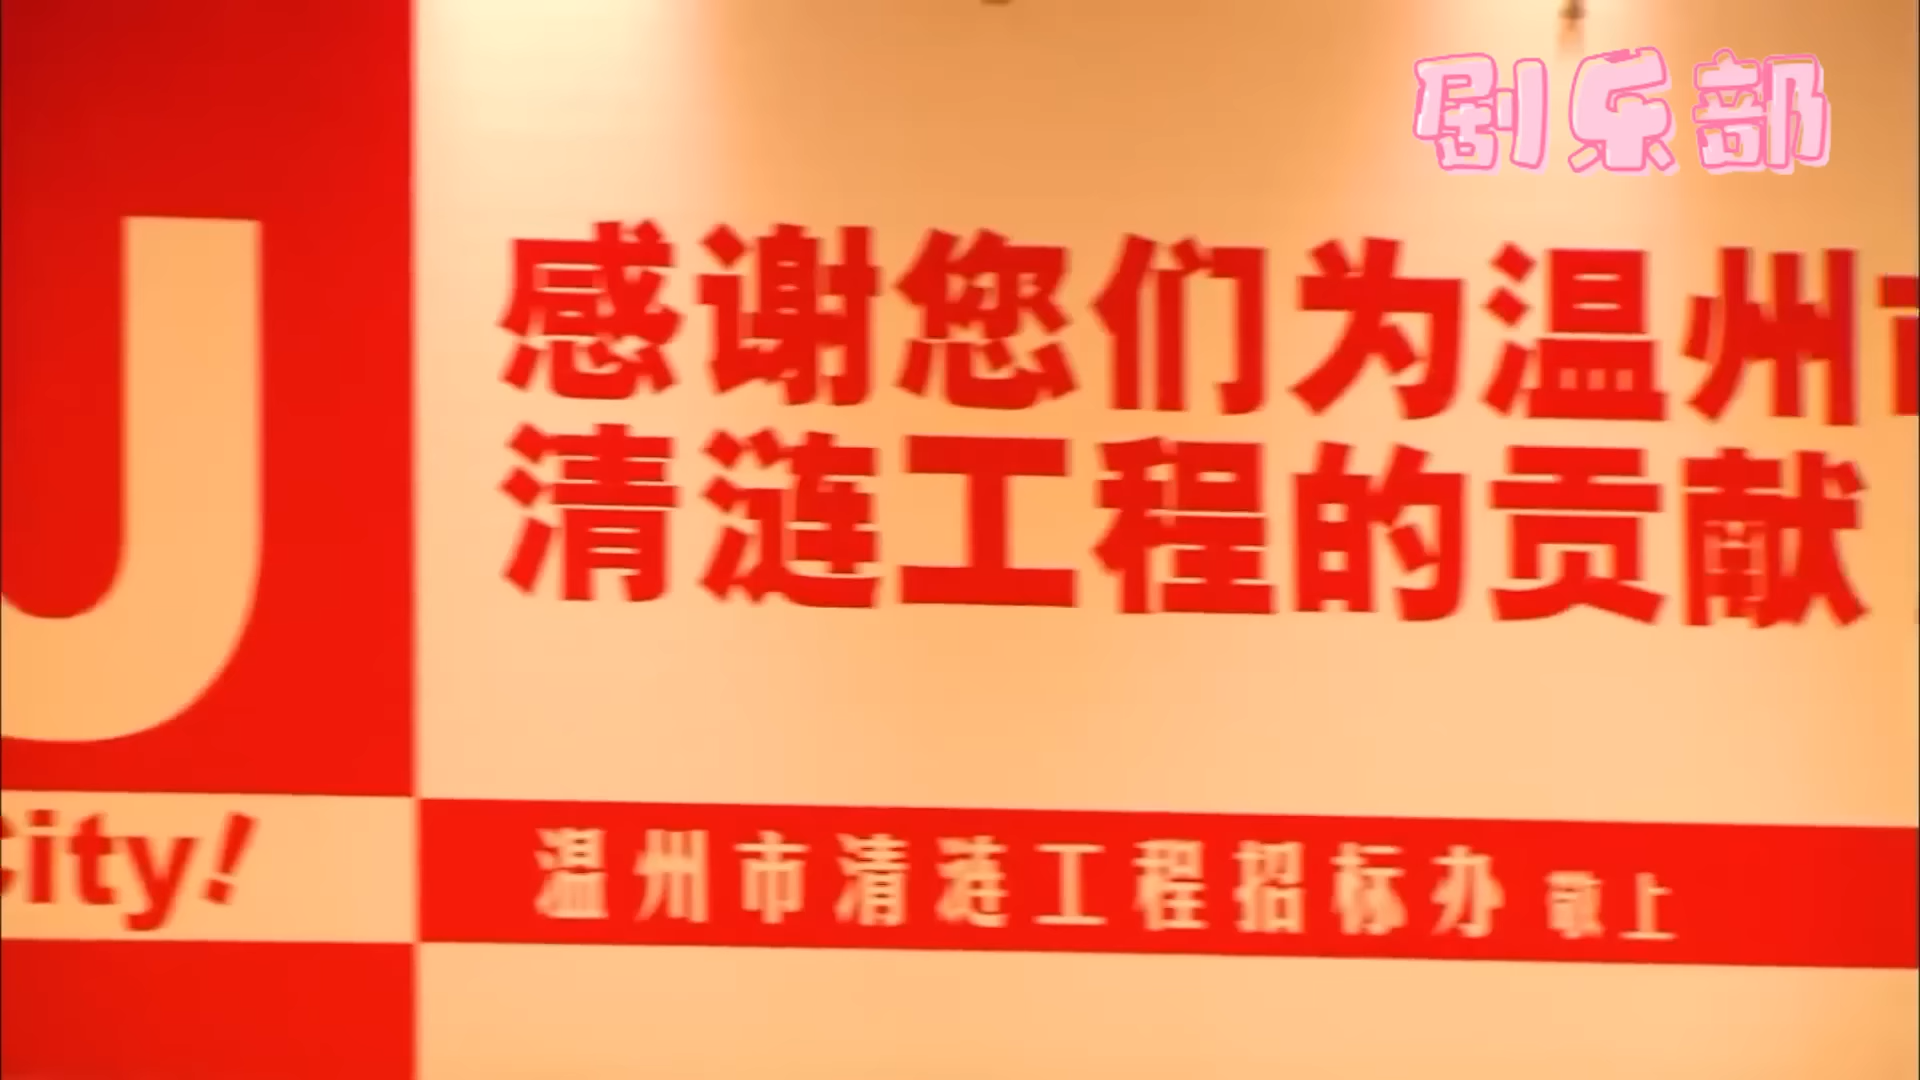 剧乐部
U
感谢您们为温州市
清涟工程的贡献
city!
温州市清涟工程招标办 敬上